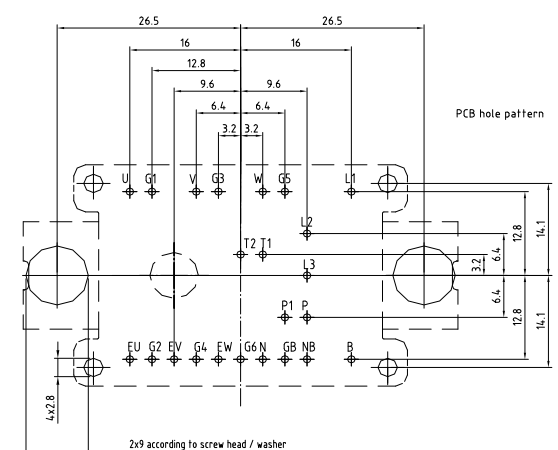 26.5 26.5
16 16
12.8
9.6 9.6
6.4 6.4
3.2 3.2
PCB hole pattern
U G1 V G3 W G5 L1
L2
T2 T1
L3
P1 P
EU G2 EV G4 EW G6 N GB NB B
3.2
6.4
12.8
14.1
6.4
12.8
14.1
4x2.8
2x9 according to screw head / washer